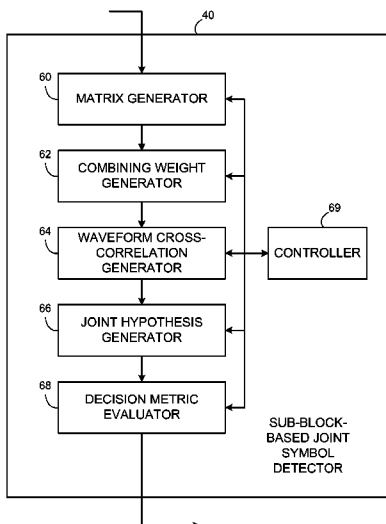 40
60
MATRIX GENERATOR
62
COMBINING WEIGHT
GENERATOR
69
64
WAVEFORM CROSS-
CORRELATION
GENERATOR
CONTROLLER
66
JOINT HYPOTHESIS
GENERATOR
68
DECISION METRIC
EVALUATOR
SUB-BLOCK-
BASED JOINT
SYMBOL
DETECTOR